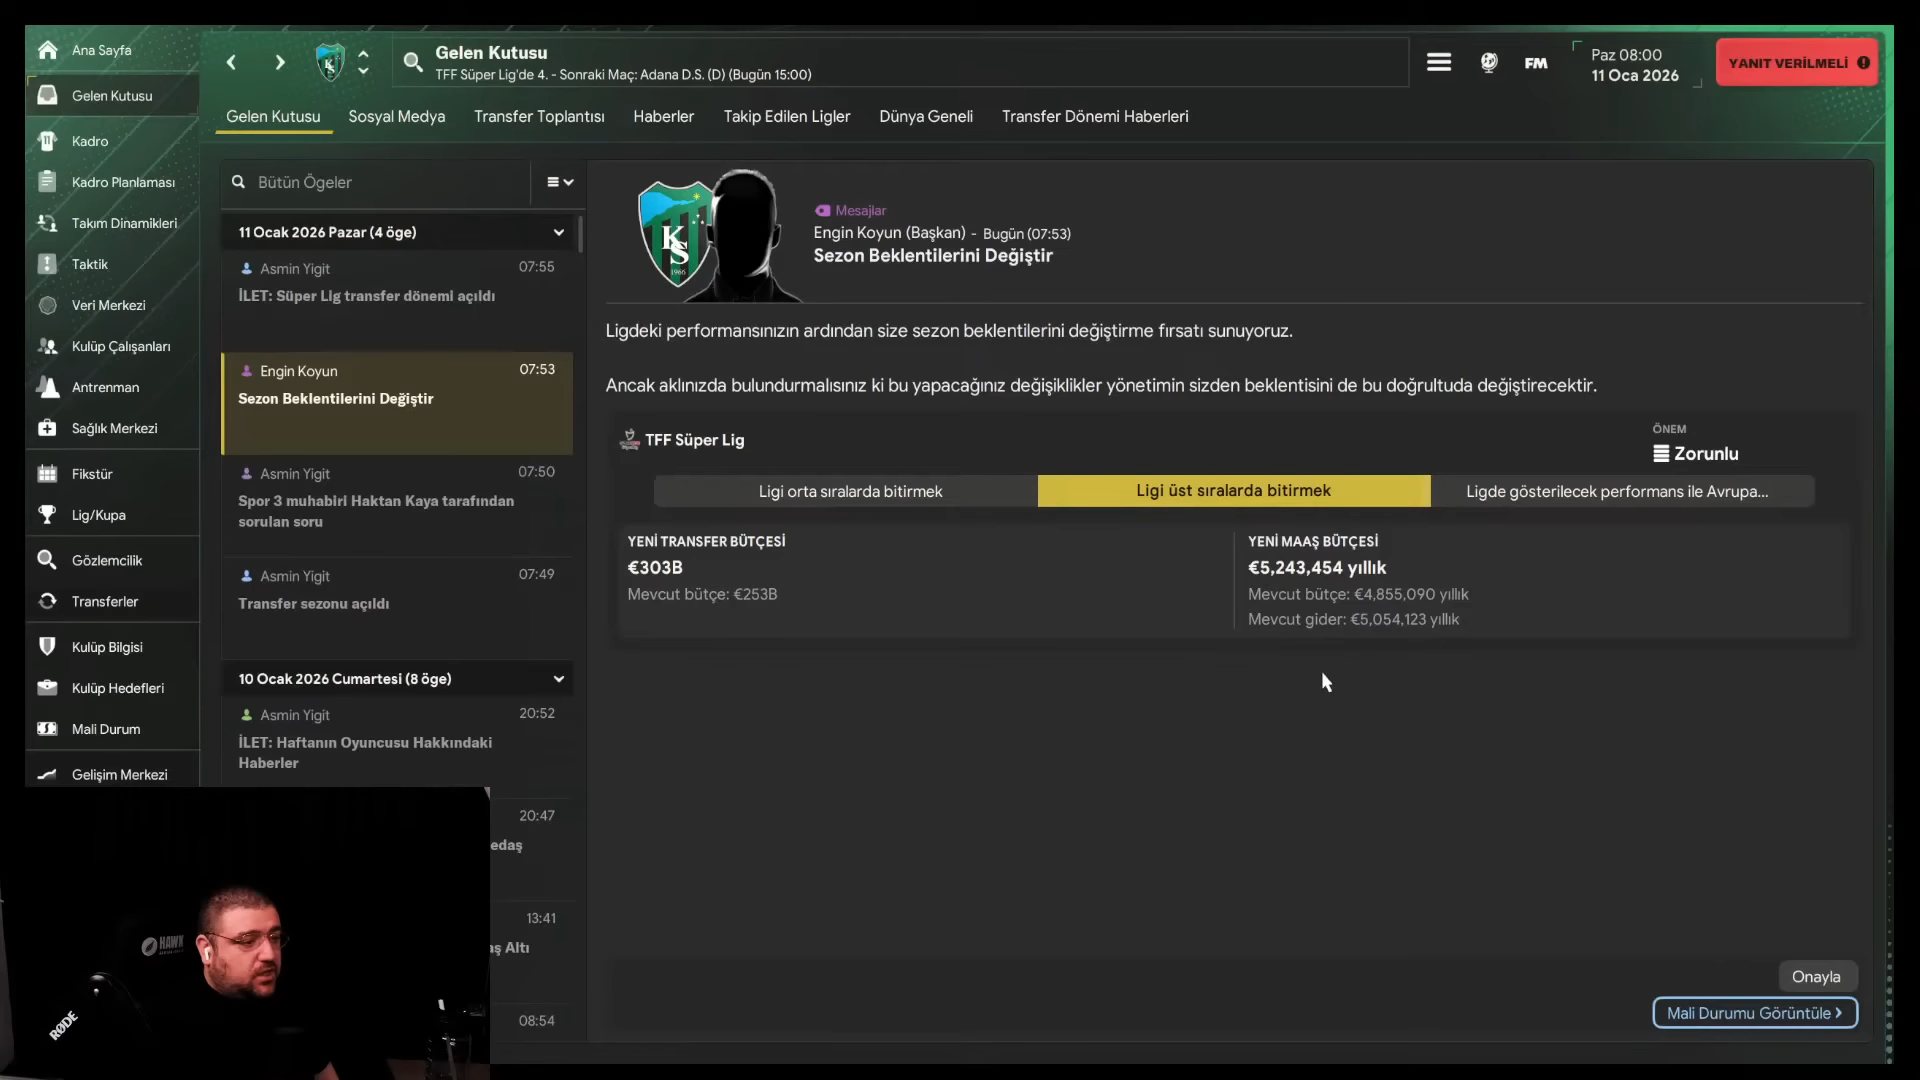 Ana Sayfa
Gelen Kutusu
Kadro
Kadro Planlaması
Takım Dinamikleri
Taktik
Veri Merkezi
Kulüp Çalışanları
Antrenman
Sağlık Merkezi
Fikstür
Lig/Kupa
Gözlemcilik
Transferler
Kulüp Bilgisi
Kulüp Hedefleri
Mali Durum
Gelişim Merkezi
Gelen Kutusu
TFF Süper Lig'de 4. - Sonraki Maç: Adana D.S. (D) (Bugün 15:00)
FM
Paz 08:00
11 Oca 2026
YANIT VERİLMELİ
Gelen Kutusu
Sosyal Medya
Transfer Toplantısı
Haberler
Takip Edilen Ligler
Dünya Geneli
Transfer Dönemi Haberleri
Bütün Ögeler
11 Ocak 2026 Pazar (4 öge)
Asmin Yigit 07:55
İLET: Süper Lig transfer dönemi açıldı
Engin Koyun 07:53
Sezon Beklentilerini Değiştir
Asmin Yigit 07:50
Spor 3 muhabiri Haktan Kaya tarafından
sorulan soru
Asmin Yigit 07:49
Transfer sezonu açıldı
10 Ocak 2026 Cumartesi (8 öge)
Asmin Yigit 20:52
İLET: Haftanın Oyuncusu Hakkındaki
Haberler
20:47
edaş
13:41
ş Altı
08:54
KS
1966
Mesajlar
Engin Koyun (Başkan) - Bugün (07:53)
Sezon Beklentilerini Değiştir
Ligdeki performansınızın ardından size sezon beklentilerini değiştirme fırsatı sunuyoruz.
Ancak aklınızda bulundurmalısınız ki bu yapacağınız değişiklikler yönetimin sizden beklentisini de bu doğrultuda değiştirecektir.
TFF Süper Lig
ÖNEM
Zorunlu
Ligi orta sıralarda bitirmek
Ligi üst sıralarda bitirmek
Ligde gösterilecek performans ile Avrupa...
YENİ TRANSFER BÜTÇESİ
€303B
Mevcut bütçe: €253B
YENİ MAAŞ BÜTÇESİ
€5,243,454 yıllık
Mevcut bütçe: €4,855,090 yıllık
Mevcut gider: €5,054,123 yıllık
Onayla
Mali Durumu Görüntüle
HAWK
RØDE